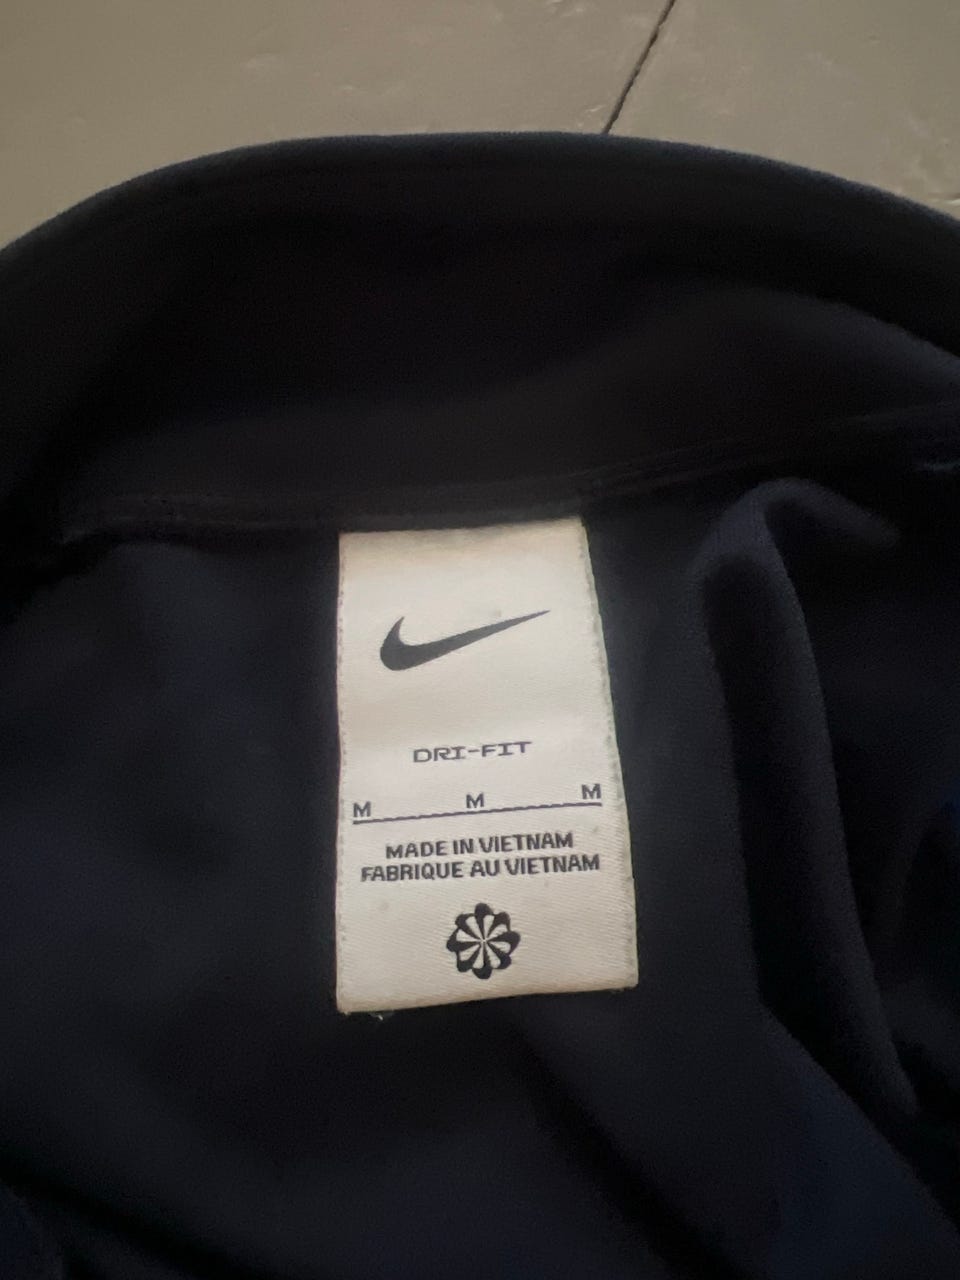 DRI-FIT
M M M
MADE IN VIETNAM
FABRIQUE AU VIETNAM